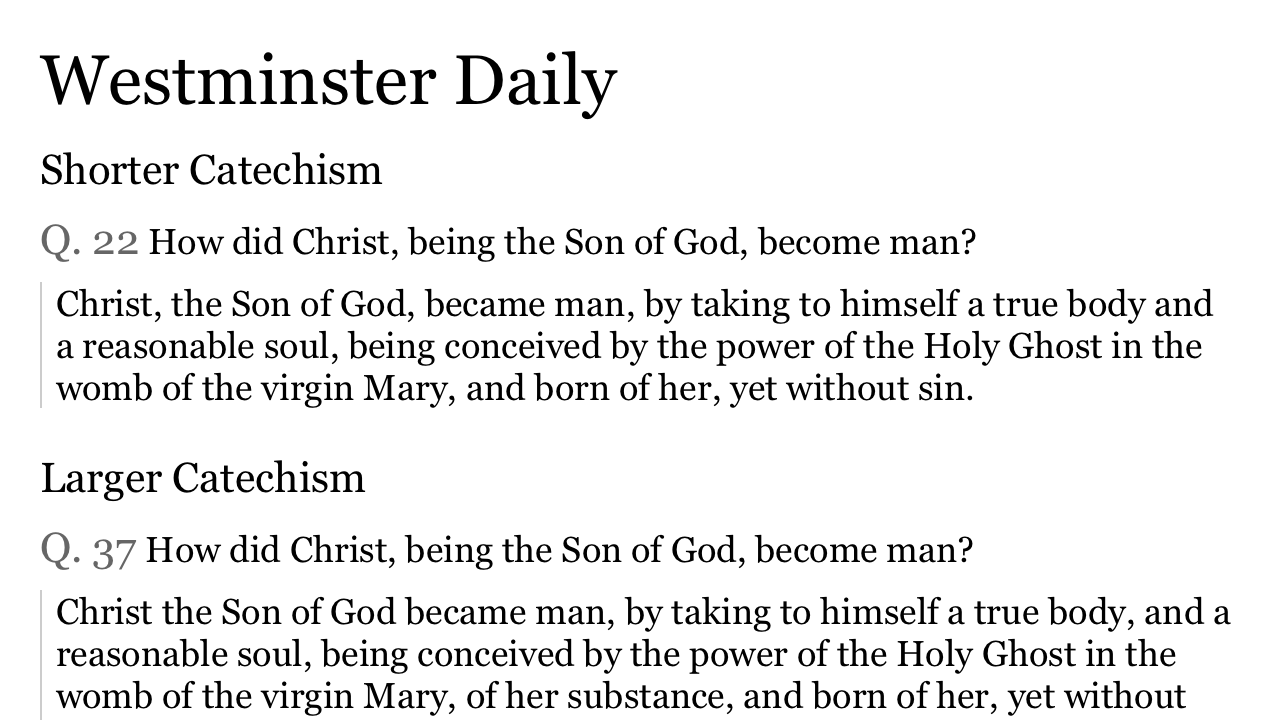 Westminster Daily
Shorter Catechism
Q. 22 How did Christ, being the Son of God, become man?
Christ, the Son of God, became man, by taking to himself a true body and
a reasonable soul, being conceived by the power of the Holy Ghost in the
womb of the virgin Mary, and born of her, yet without sin.
Larger Catechism
Q. 37 How did Christ, being the Son of God, become man?
Christ the Son of God became man, by taking to himself a true body, and a
reasonable soul, being conceived by the power of the Holy Ghost in the
womb of the virgin Mary, of her substance, and born of her, yet without